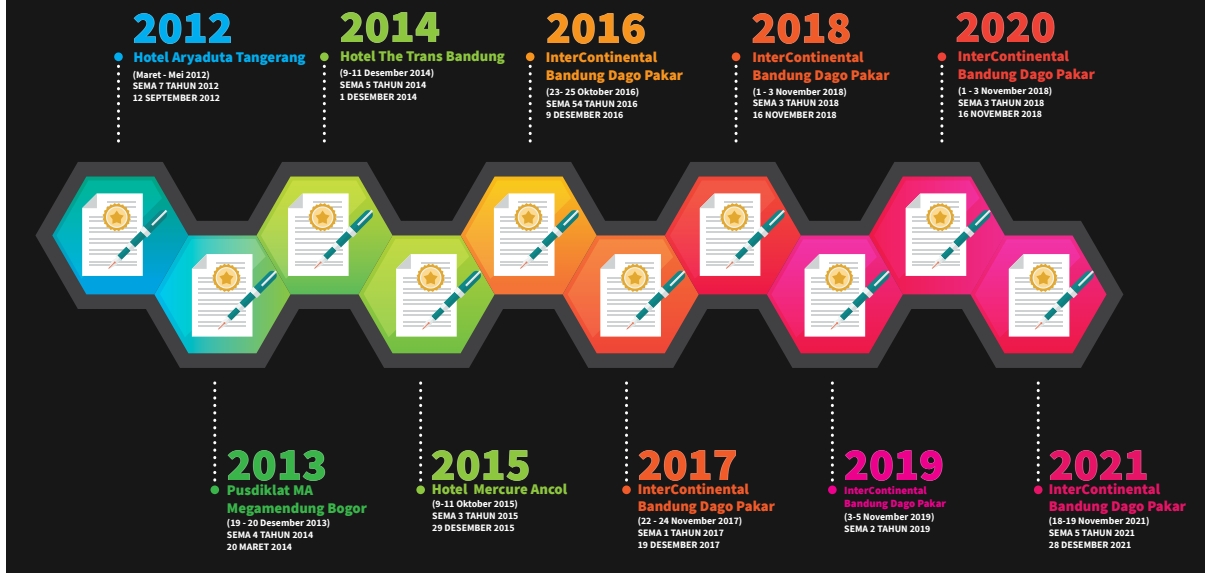 2012
Hotel Aryaduta Tangerang
(Maret - Mei 2012)
SEMA 7 TAHUN 2012
12 SEPTEMBER 2012
2014
Hotel The Trans Bandung
(9-11 Desember 2014)
SEMA 5 TAHUN 2014
1 DESEMBER 2014
2016
InterContinental
Bandung Dago Pakar
(23- 25 Oktober 2016)
SEMA 54 TAHUN 2016
9 DESEMBER 2016
2018
InterContinental
Bandung Dago Pakar
(1 - 3 November 2018)
SEMA 3 TAHUN 2018
16 NOVEMBER 2018
2020
InterContinental
Bandung Dago Pakar
(1 - 3 November 2018)
SEMA 3 TAHUN 2018
16 NOVEMBER 2018
2013
Pusdiklat MA
Megamendung Bogor
(19 - 20 Desember 2013)
SEMA 4 TAHUN 2014
20 MARET 2014
2015
Hotel Mercure Ancol
(9-11 Oktober 2015)
SEMA 3 TAHUN 2015
29 DESEMBER 2015
2017
InterContinental
Bandung Dago Pakar
(22 - 24 November 2017)
SEMA 1 TAHUN 2017
19 DESEMBER 2017
2019
InterContinental
Bandung Dago Pakar
(3-5 November 2019)
SEMA 2 TAHUN 2019
2021
InterContinental
Bandung Dago Pakar
(18-19 November 2021)
SEMA 5 TAHUN 2021
28 DESEMBER 2021